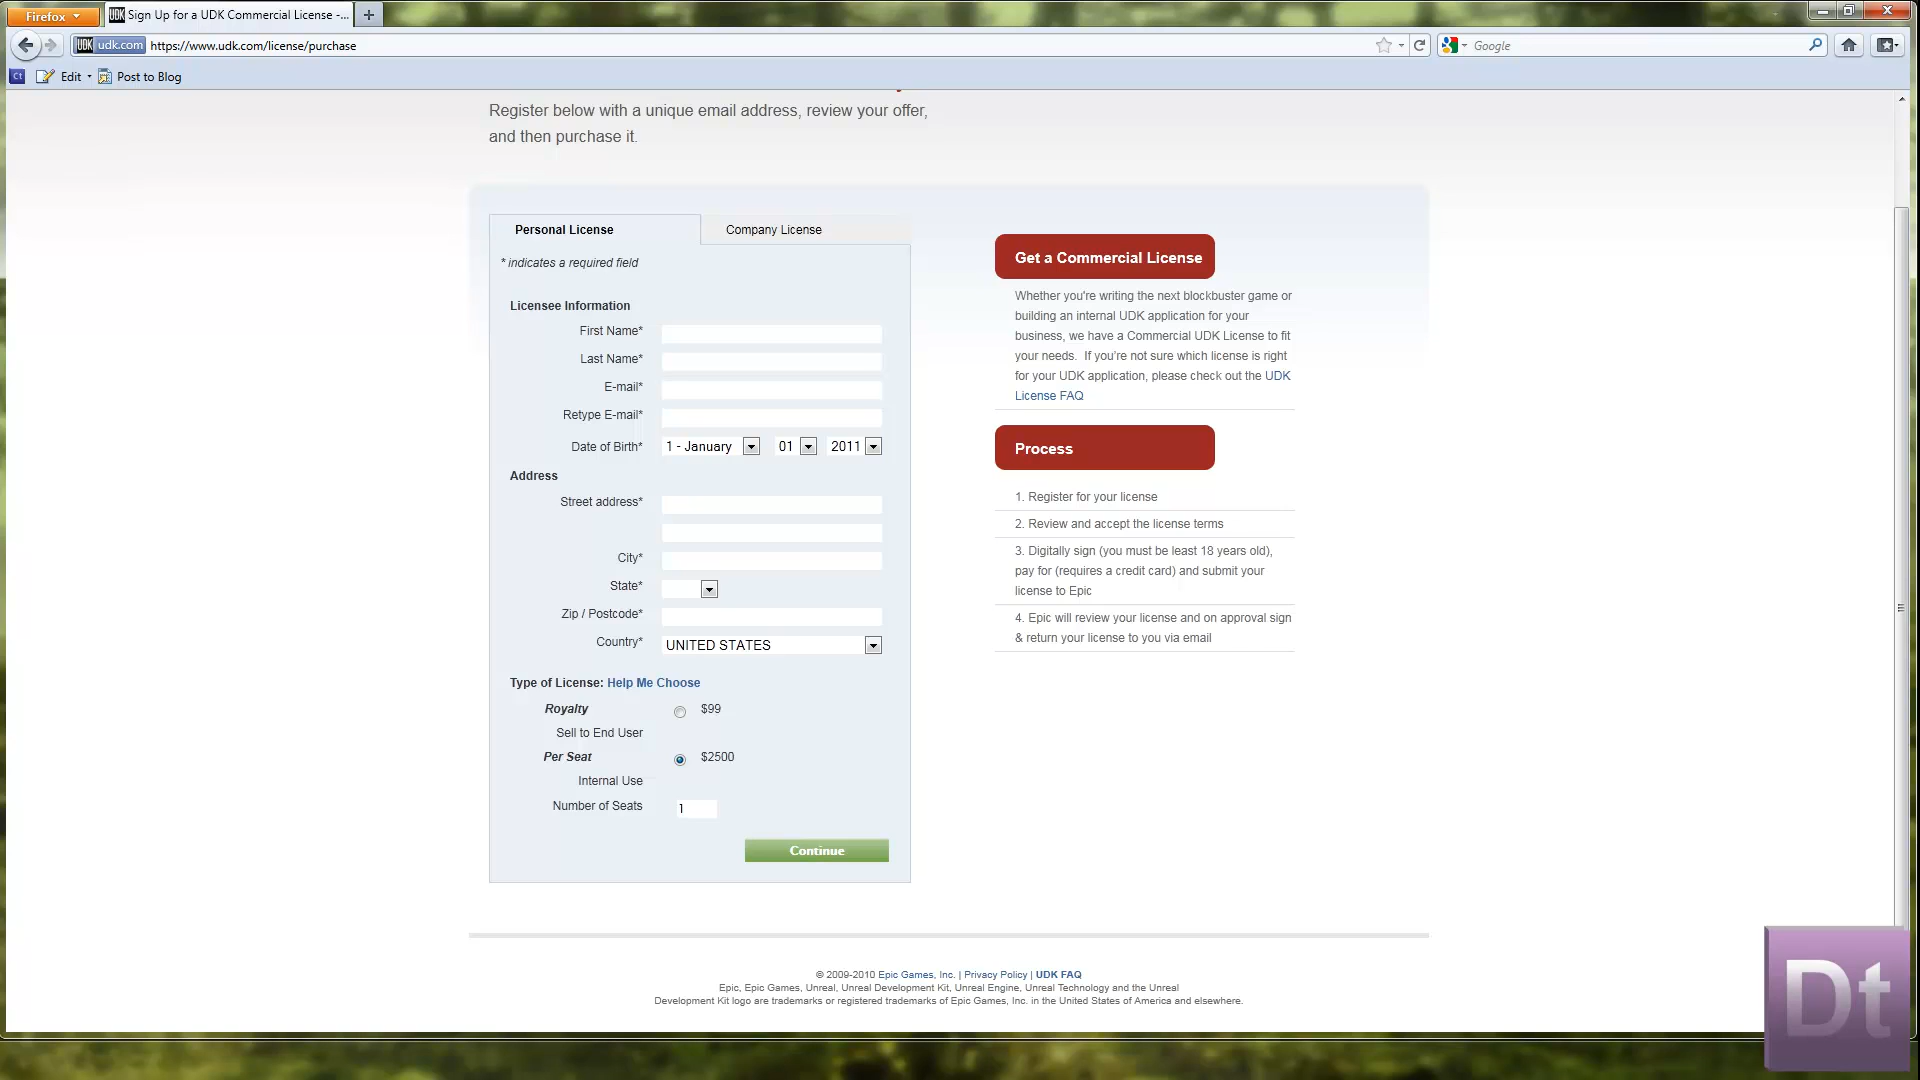 Firefox
UDK Sign Up for a UDK Commercial License -...
UDK udk.com https://www.udk.com/license/purchase
Google
Ct Edit Post to Blog
Register below with a unique email address, review your offer,
and then purchase it.
Personal License
Company License
* indicates a required field
Licensee Information
First Name*
Last Name*
E-mail*
Retype E-mail*
Date of Birth* 1 - January 01 2011
Address
Street address*
City*
State*
Zip / Postcode*
Country* UNITED STATES
Type of License: Help Me Choose
Royalty $99
Sell to End User
Per Seat $2500
Internal Use
Number of Seats 1
Continue
Get a Commercial License
Whether you're writing the next blockbuster game or
building an internal UDK application for your
business, we have a Commercial UDK License to fit
your needs. If you're not sure which license is right
for your UDK application, please check out the UDK
License FAQ
Process
1. Register for your license
2. Review and accept the license terms
3. Digitally sign (you must be least 18 years old),
pay for (requires a credit card) and submit your
license to Epic
4. Epic will review your license and on approval sign
& return your license to you via email
© 2009-2010 Epic Games, Inc. | Privacy Policy | UDK FAQ
Epic, Epic Games, Unreal, Unreal Development Kit, Unreal Engine, Unreal Technology and the Unreal
Development Kit logo are trademarks or registered trademarks of Epic Games, Inc. in the United States of America and elsewhere.
Dt